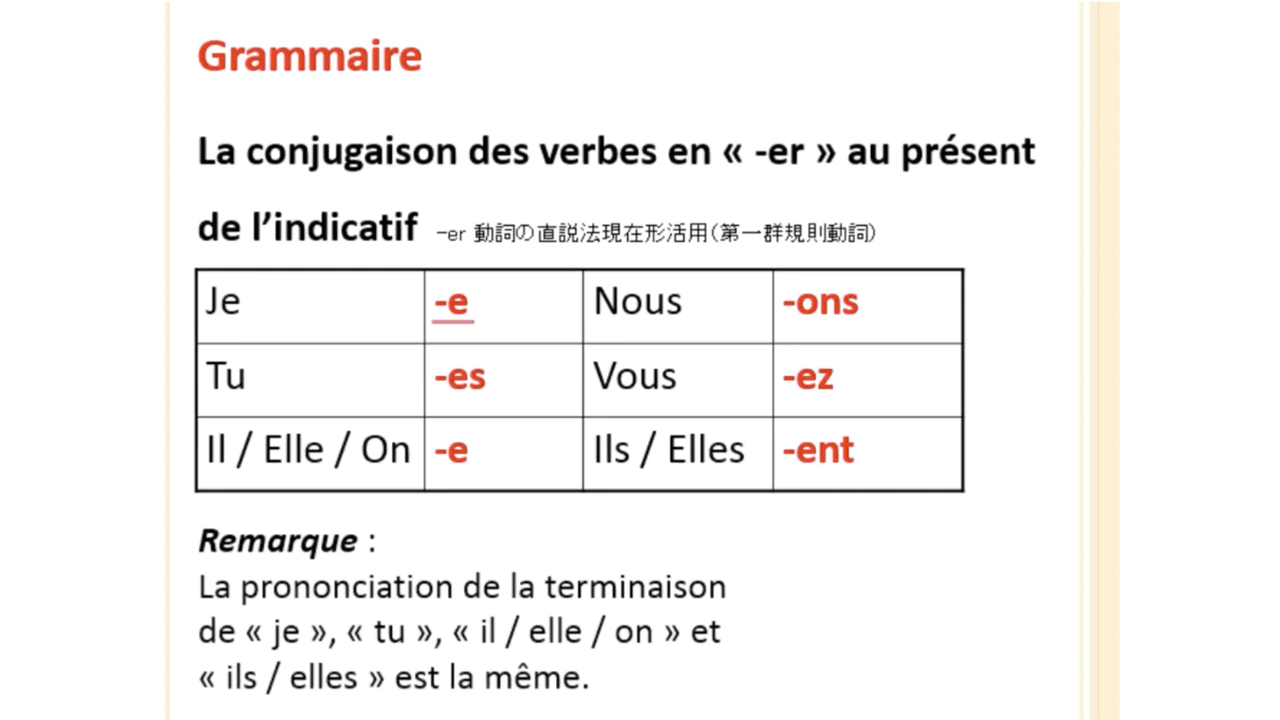 Grammaire
La conjugaison des verbes en « -er » au présent
de l’indicatif -er 動詞の直説法現在形活用(第一群規則動詞)
Je -e Nous -ons
Tu -es Vous -ez
Il / Elle / On -e Ils / Elles -ent
Remarque :
La prononciation de la terminaison
de « je », « tu », « il / elle / on » et
« ils / elles » est la même.